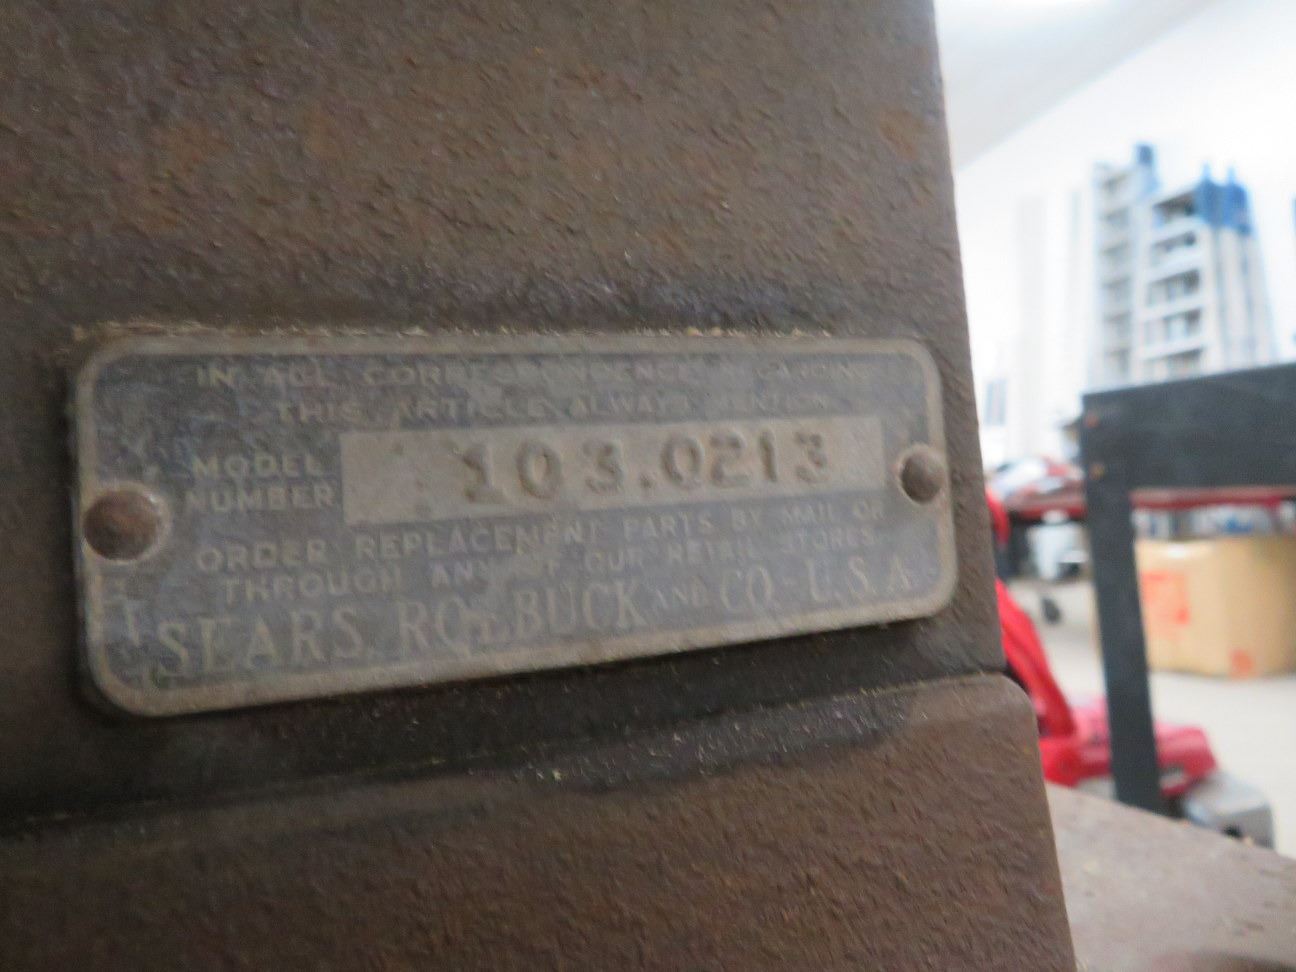 IN ALL CORRESPONDENCE REGARDING
THIS ARTICLE ALWAYS MENTION
MODEL NUMBER 103.0213
ORDER REPLACEMENT PARTS BY MAIL OR
THROUGH ANY OF OUR RETAIL STORES
SEARS, ROEBUCK AND CO.-U.S.A.